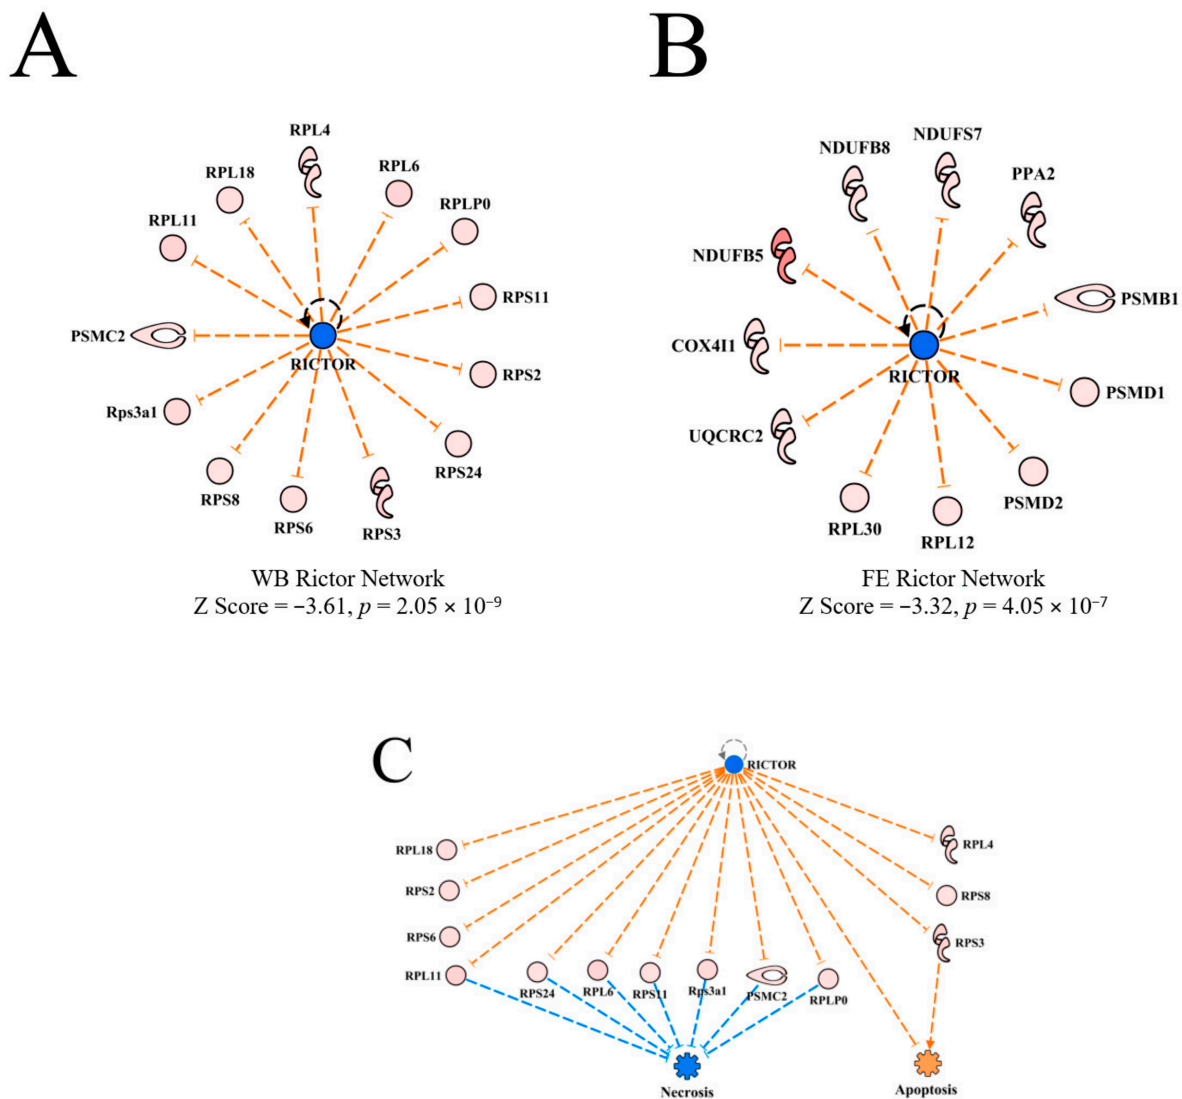 A
B
RPL4
RPL18
RPL6
RPL11
RPLP0
RPS11
PSMC2
RICTOR
RPS2
Rps3a1
RPS24
RPS8
RPS6
RPS3
WB Rictor Network
Z Score = −3.61, p = 2.05 × 10⁻⁹
NDUFS7
NDUFB8
PPA2
NDUFB5
PSMB1
COX4I1
RICTOR
PSMD1
UQCRC2
PSMD2
RPL30
RPL12
FE Rictor Network
Z Score = −3.32, p = 4.05 × 10⁻⁷
C
RICTOR
RPL18
RPL4
RPS2
RPS8
RPS6
RPS3
RPL11
RPS24
RPL6
RPS11
Rps3a1
PSMC2
RPLP0
Necrosis
Apoptosis